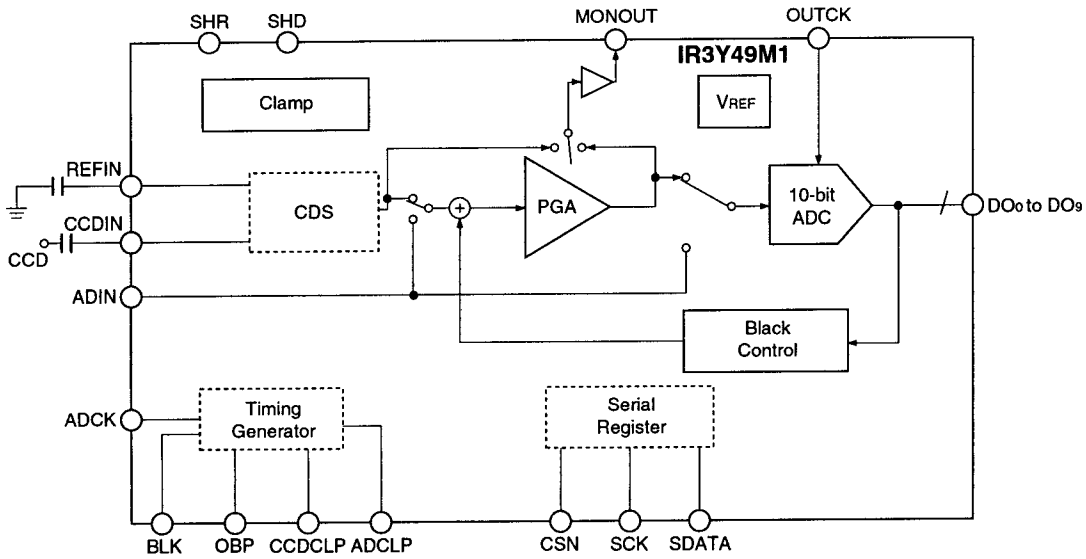 SHR
SHD
MONOUT
OUTCK
IR3Y49M1
Clamp
VREF
REFIN
CDS
PGA
10-bit
ADC
DO0 to DO9
CCDIN
CCD
ADIN
Black
Control
ADCK
Timing
Generator
Serial
Register
BLK
OBP
CCDCLP
ADCLP
CSN
SCK
SDATA